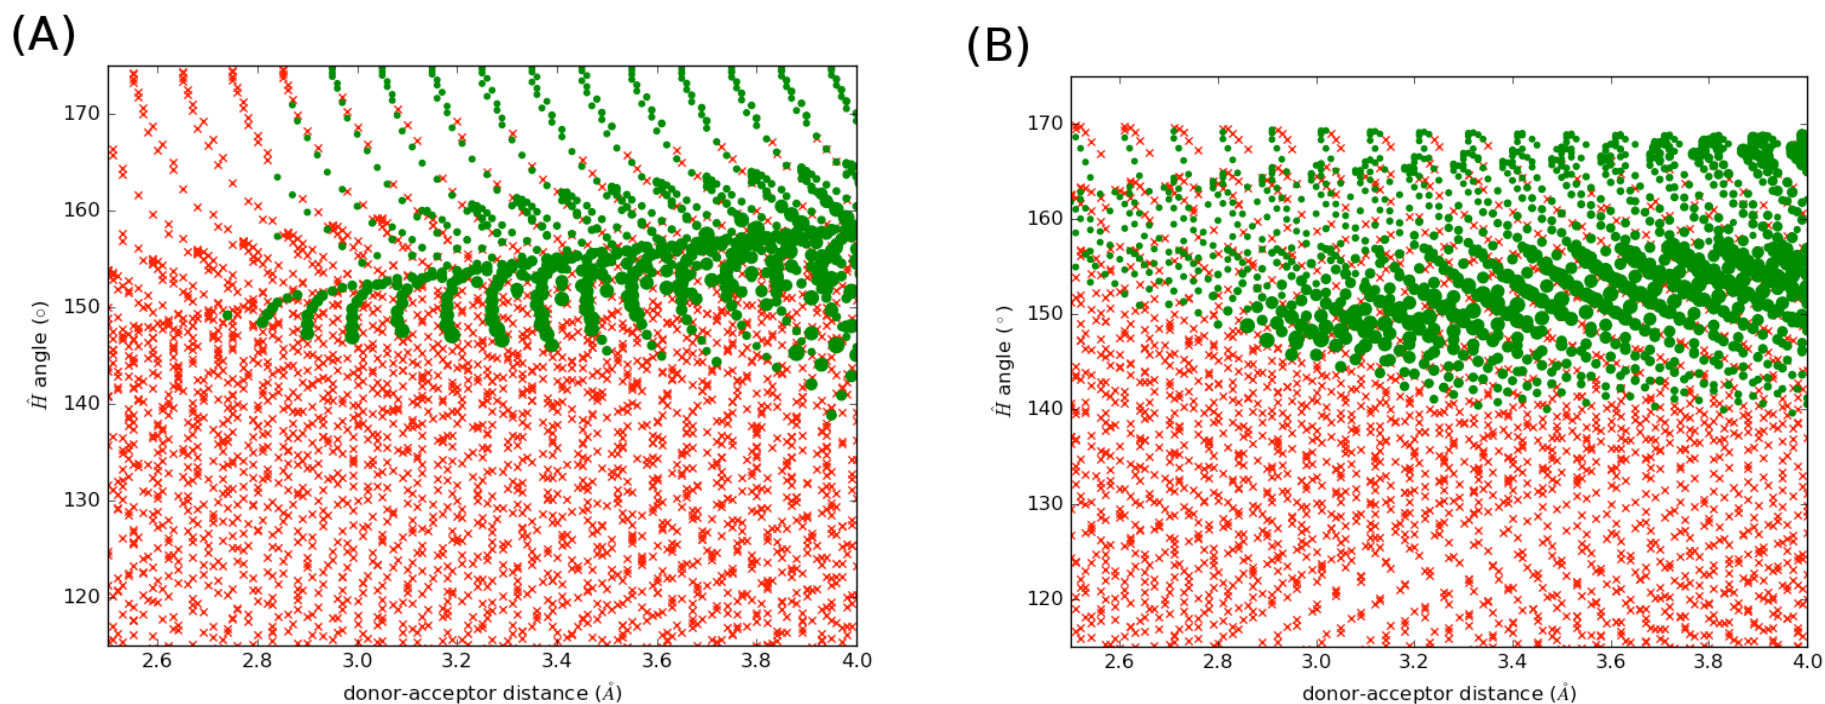 (A)
170
160
150
140
130
120
Ĥ angle (○)
2.6 2.8 3.0 3.2 3.4 3.6 3.8 4.0
donor-acceptor distance (Å)
(B)
170
160
150
140
130
120
Ĥ angle (°)
2.6 2.8 3.0 3.2 3.4 3.6 3.8 4.0
donor-acceptor distance (Å)